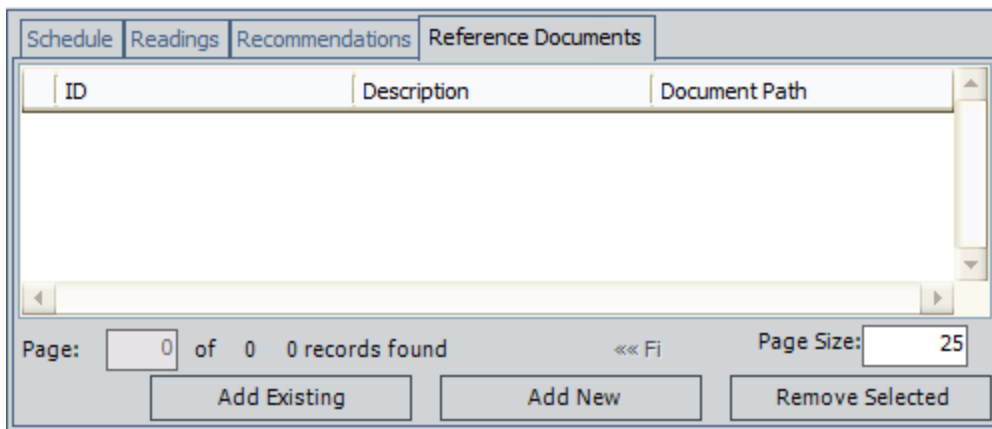 Schedule Readings Recommendations Reference Documents
ID Description Document Path
Page: 0 of 0 0 records found «« Fi Page Size: 25
Add Existing Add New Remove Selected